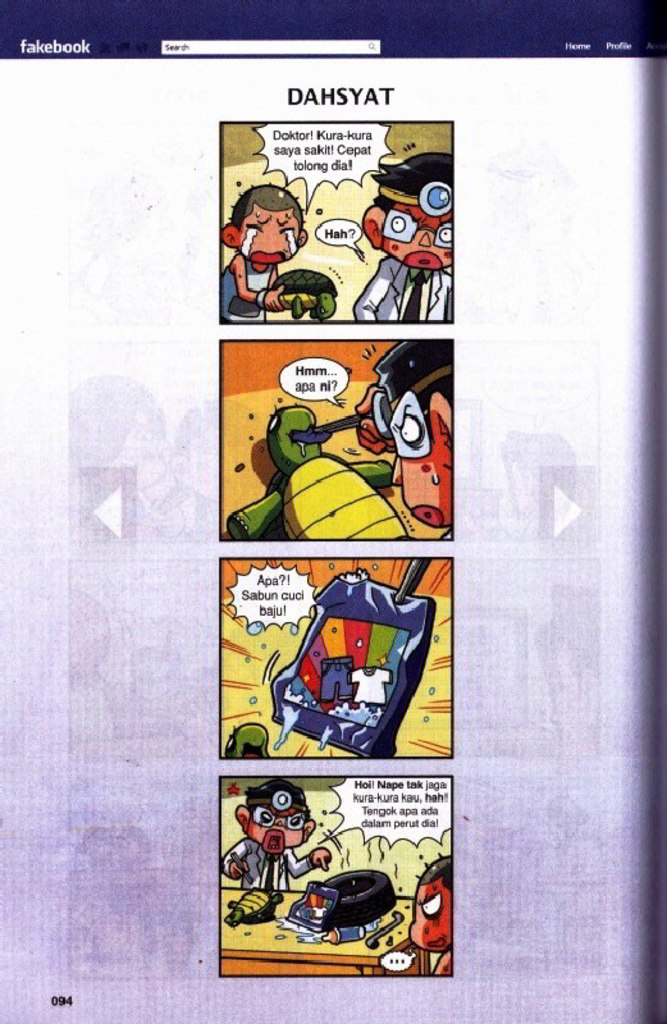 fakebook
Search
Home Profile
DAHSYAT
Doktor! Kura-kura
saya sakit! Cepat
tolong dia!!
Hah?
Hmm...
apa ni?
Apa?!
Sabun cuci
baju!
Hoi! Nape tak jaga
kura-kura kau, hah!!
Tengok apa ada
dalam perut dia!
...
094